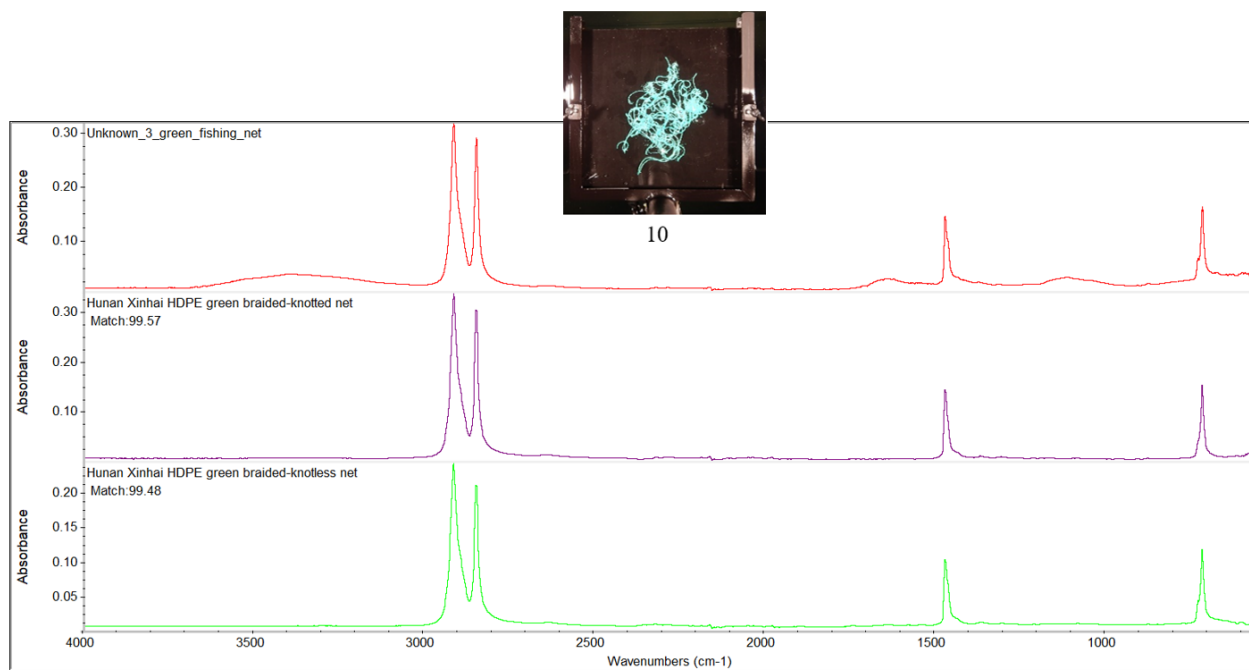 10
0.30
Unknown_3_green_fishing_net
0.20
Absorbance
0.10
Hunan Xinhai HDPE green braided-knotted net
0.30
Match:99.57
0.20
Absorbance
0.10
Hunan Xinhai HDPE green braided-knotless net
0.20
Match:99.48
0.15
Absorbance
0.10
0.05
4000 3500 3000 2500 2000 1500 1000
Wavenumbers (cm-1)